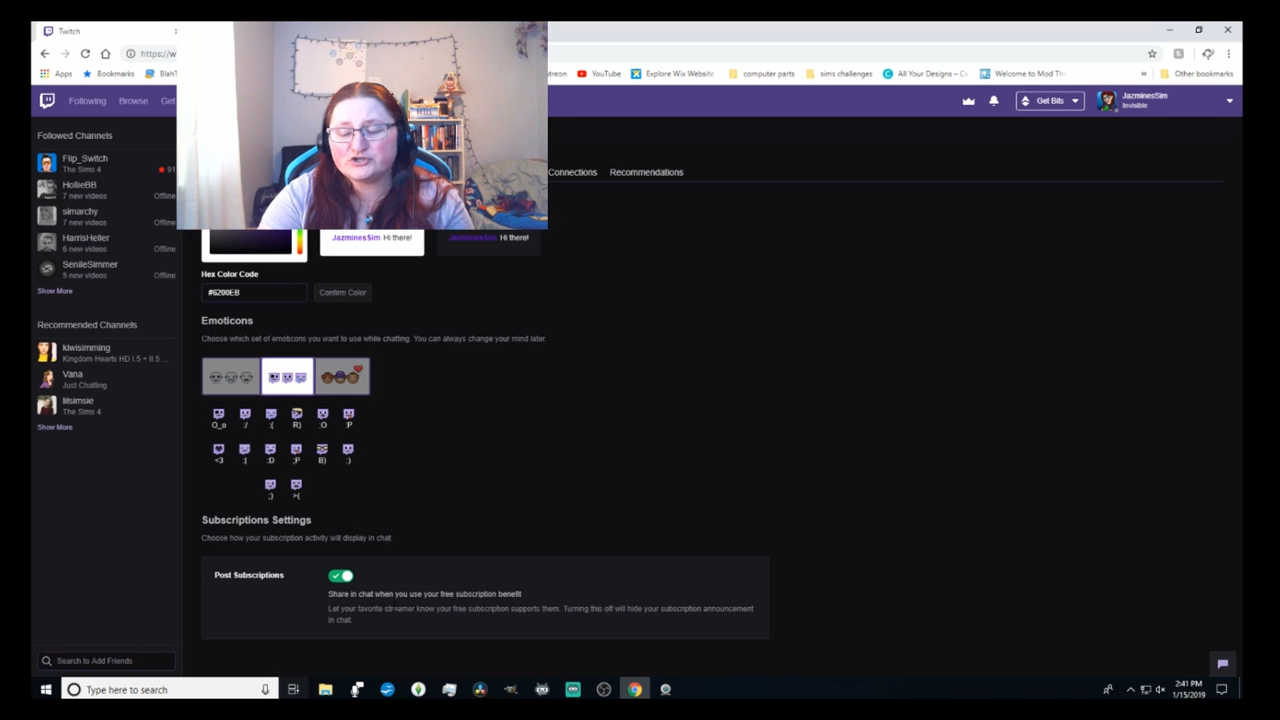 Twitch
https://w
Apps Bookmarks BlahT
YouTube Explore Wix Website computer parts sims challenges All Your Designs – C Welcome to Mod Th » Other bookmarks
Following Browse Get
Get Bits
JazminesSim
Invisible
Connections Recommendations
Followed Channels
Flip_Switch
The Sims 4 91
HollieBB
7 new videos Offline
simarchy
7 new videos Offline
HarrisHeller
6 new videos Offline
SenileSimmer
5 new videos Offline
Show More
Recommended Channels
kiwisimming
Kingdom Hearts HD I.5 + II.5 ...
Vana
Just Chatting
lilsimsie
The Sims 4
Show More
Search to Add Friends
JazminesSim Hi there!
JazminesSim Hi there!
Hex Color Code
#6200EB Confirm Color
Emoticons
Choose which set of emoticons you want to use while chatting. You can always change your mind later.
O_o :/ :( R) :O :P
<3 :| :D ;P B) :)
;) >(
Subscriptions Settings
Choose how your subscription activity will display in chat
Post Subscriptions
Share in chat when you use your free subscription benefit
Let your favorite streamer know your free subscription supports them. Turning this off will hide your subscription announcement
in chat.
Type here to search
2:41 PM
1/15/2019